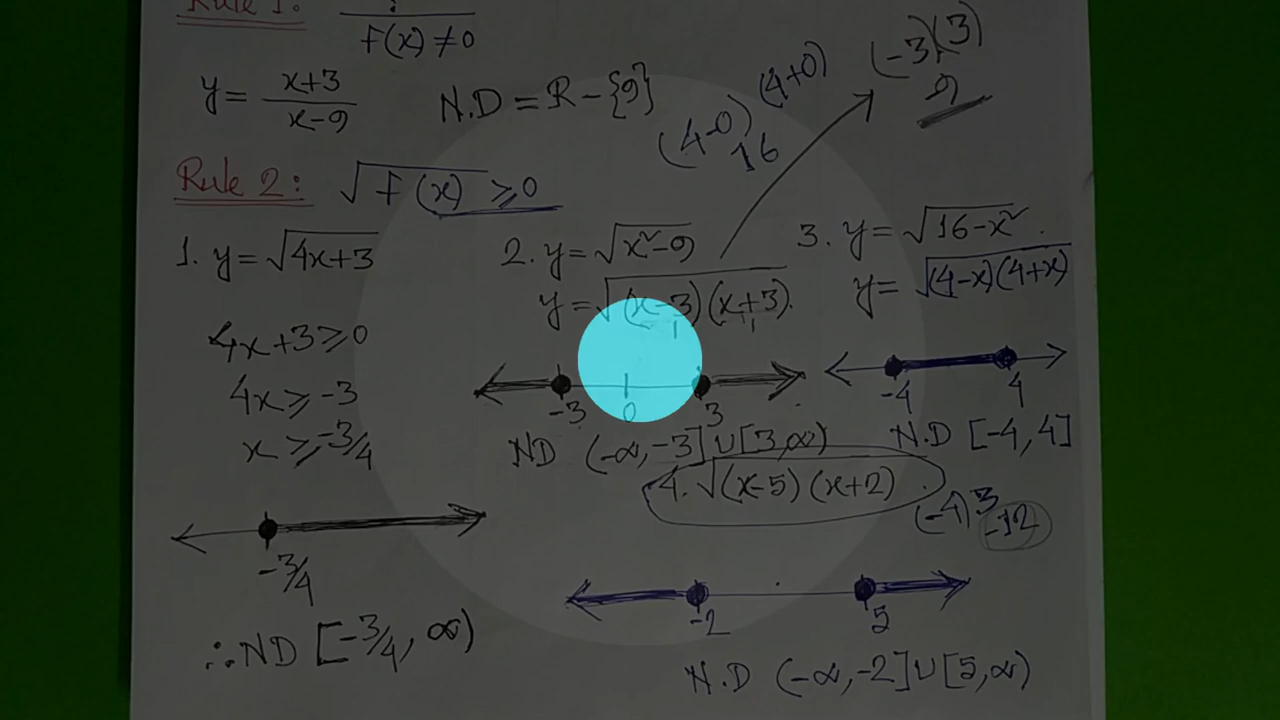 Rule 1:
F(x) ≠ 0
y = x+3 / x-9
N.D = R - {9}
(4-0)(4+0)
16
(-3)(3)
9
Rule 2: √F(x) ≥ 0
1. y = √4x+3
4x+3 ≥ 0
4x ≥ -3
x ≥ -3/4
-3/4
∴ ND [-3/4, ∞)
2. y = √x²-9
y = √(x-3)(x+3)
-3 0 3
ND (-∞, -3] ∪ [3, ∞)
3. y = √16-x²
y = √(4-x)(4+x)
-4 4
N.D [-4, 4]
4. √(x-5)(x+2)
(-4)3
-12
-2 5
N.D (-∞, -2] ∪ [5, ∞)